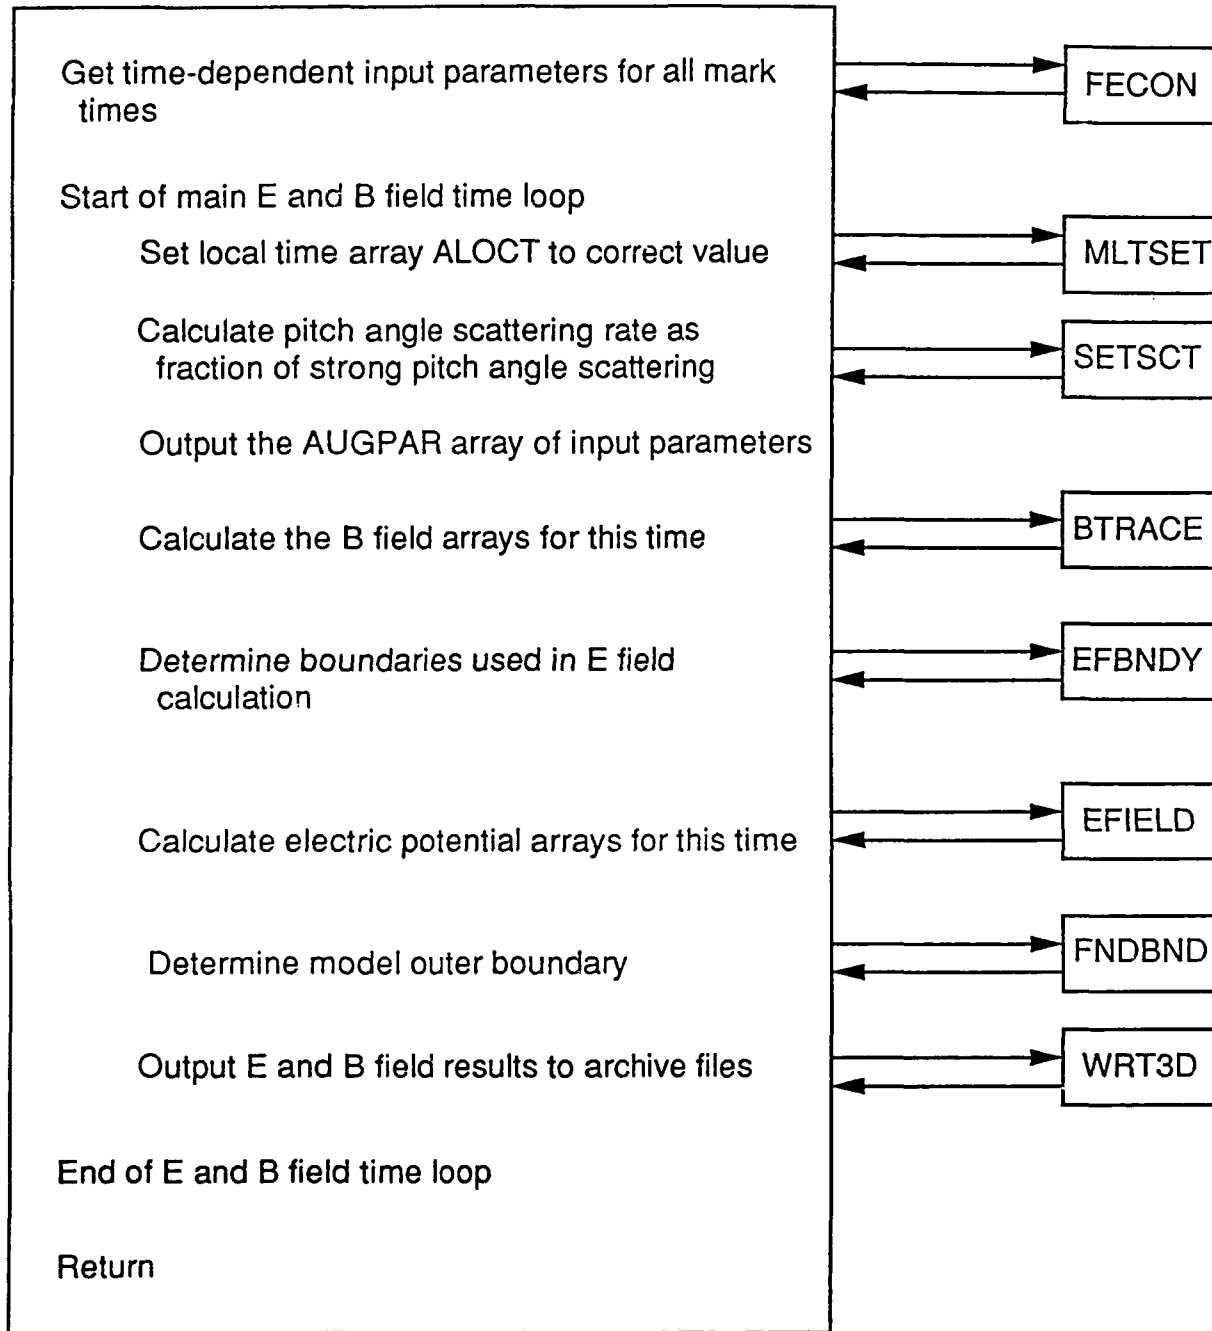 Get time-dependent input parameters for all mark
times
FECON
Start of main E and B field time loop
Set local time array ALOCT to correct value
MLTSET
Calculate pitch angle scattering rate as
fraction of strong pitch angle scattering
SETSCT
Output the AUGPAR array of input parameters
Calculate the B field arrays for this time
BTRACE
Determine boundaries used in E field
calculation
EFBNDY
Calculate electric potential arrays for this time
EFIELD
Determine model outer boundary
FNDBND
Output E and B field results to archive files
WRT3D
End of E and B field time loop
Return